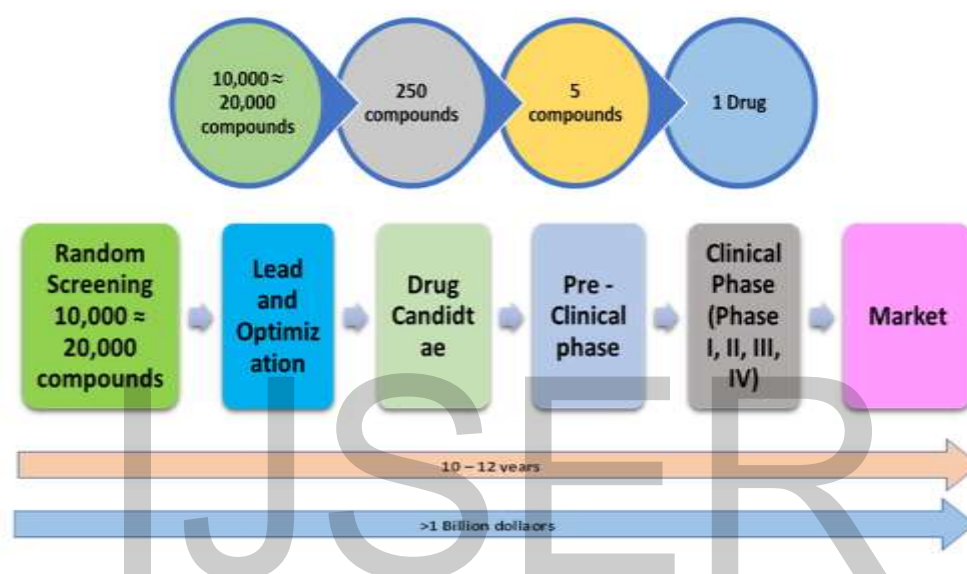 10,000 ≈
20,000
compounds
250
compounds
5
compounds
1 Drug
Random
Screening
10,000 ≈
20,000
compounds
Lead
and
Optimiz
ation
Drug
Candidt
ae
Pre -
Clinical
phase
Clinical
Phase
(Phase
I, II, III,
IV)
Market
10 – 12 years
>1 Billion dollaors
IJSER